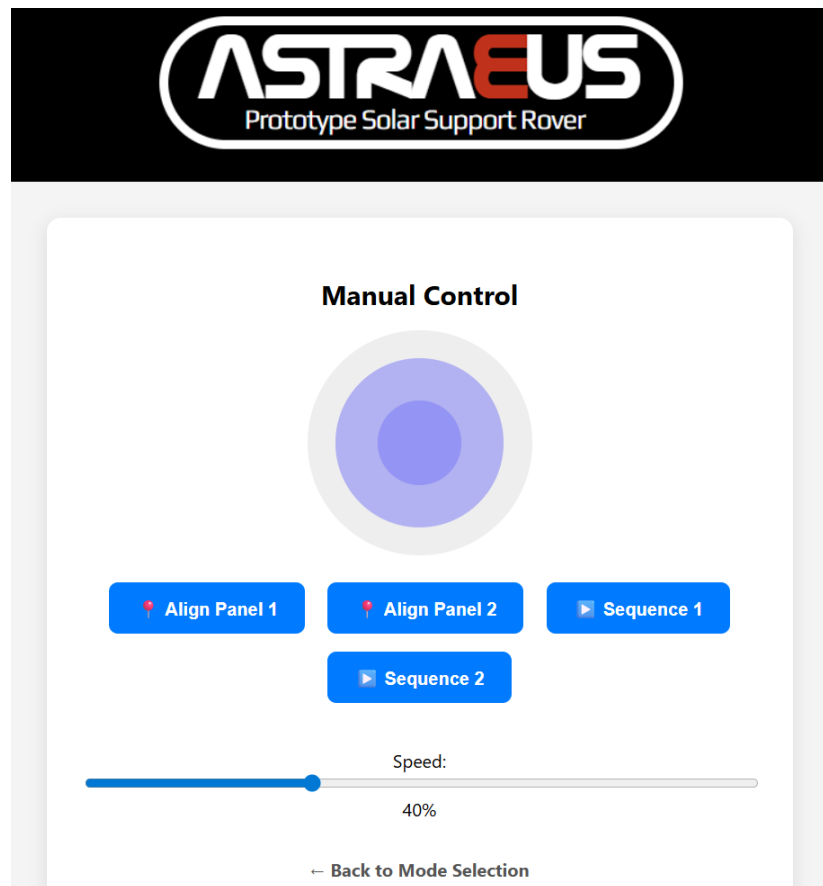 ASTRAEUS
Prototype Solar Support Rover
Manual Control
📍 Align Panel 1 📍 Align Panel 2 ▶️ Sequence 1
▶️ Sequence 2
Speed:
40%
← Back to Mode Selection